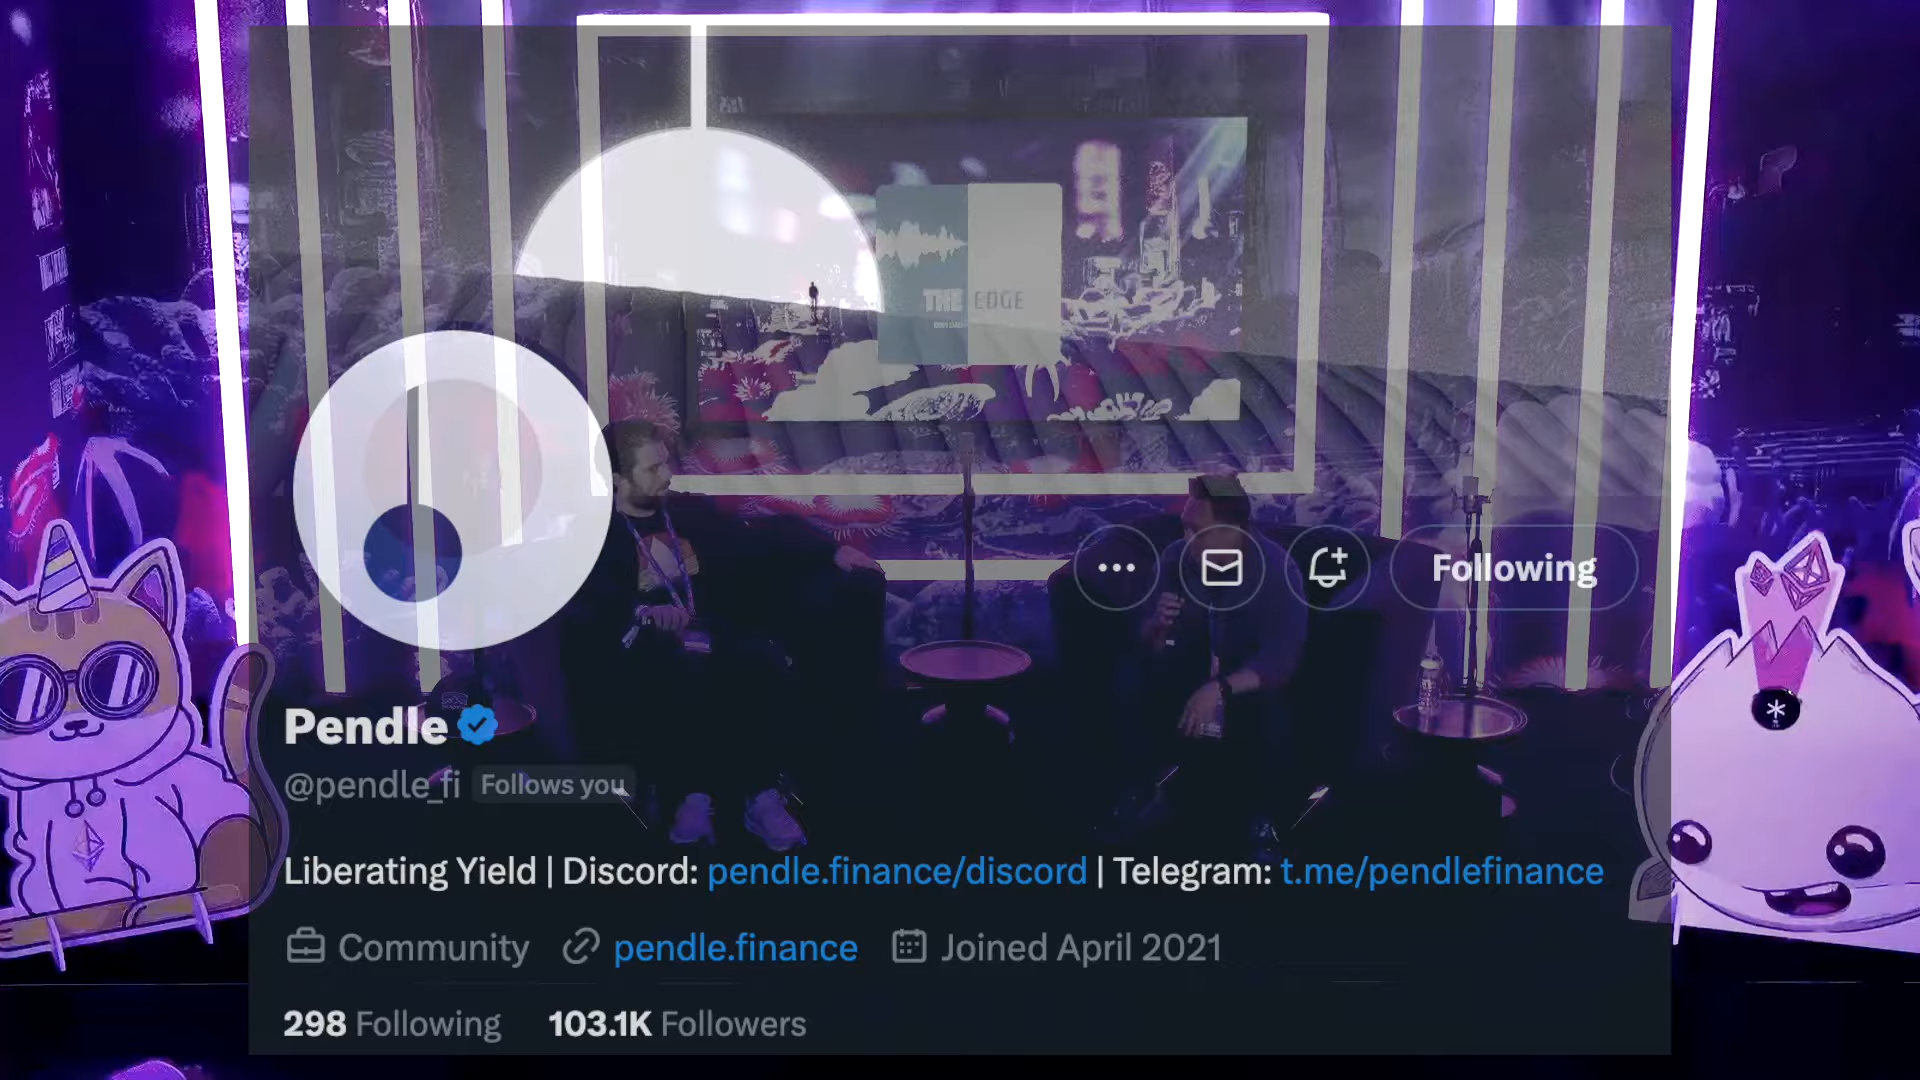 THE EDGE
Following
Pendle
@pendle_fi Follows you
Liberating Yield | Discord: pendle.finance/discord | Telegram: t.me/pendlefinance
Community pendle.finance Joined April 2021
298 Following 103.1K Followers